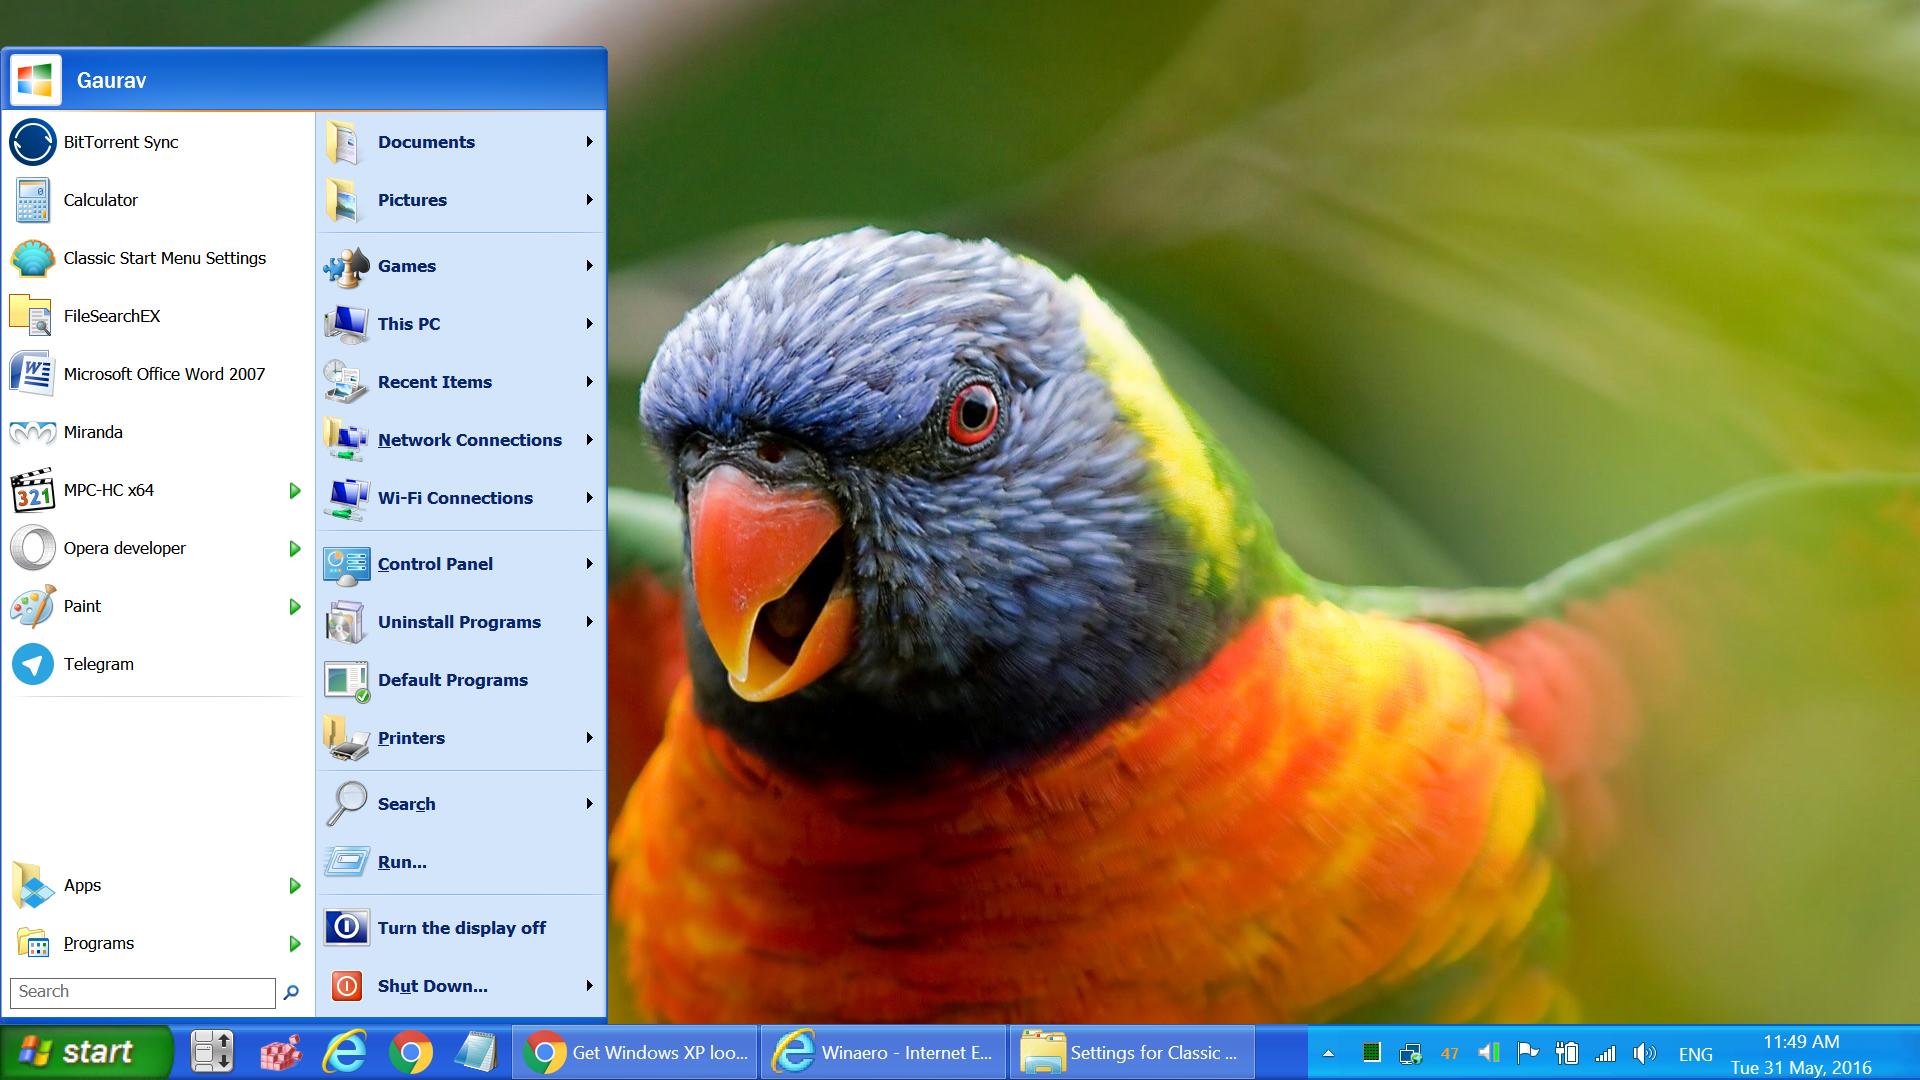 Gaurav
BitTorrent Sync
Calculator
Classic Start Menu Settings
FileSearchEX
Microsoft Office Word 2007
Miranda
MPC-HC x64
Opera developer
Paint
Telegram
Apps
Programs
Search
Documents
Pictures
Games
This PC
Recent Items
Network Connections
Wi-Fi Connections
Control Panel
Uninstall Programs
Default Programs
Printers
Search
Run...
Turn the display off
Shut Down...
start
Get Windows XP loo...
Winaero - Internet E...
Settings for Classic ...
47
ENG
11:49 AM
Tue 31 May, 2016